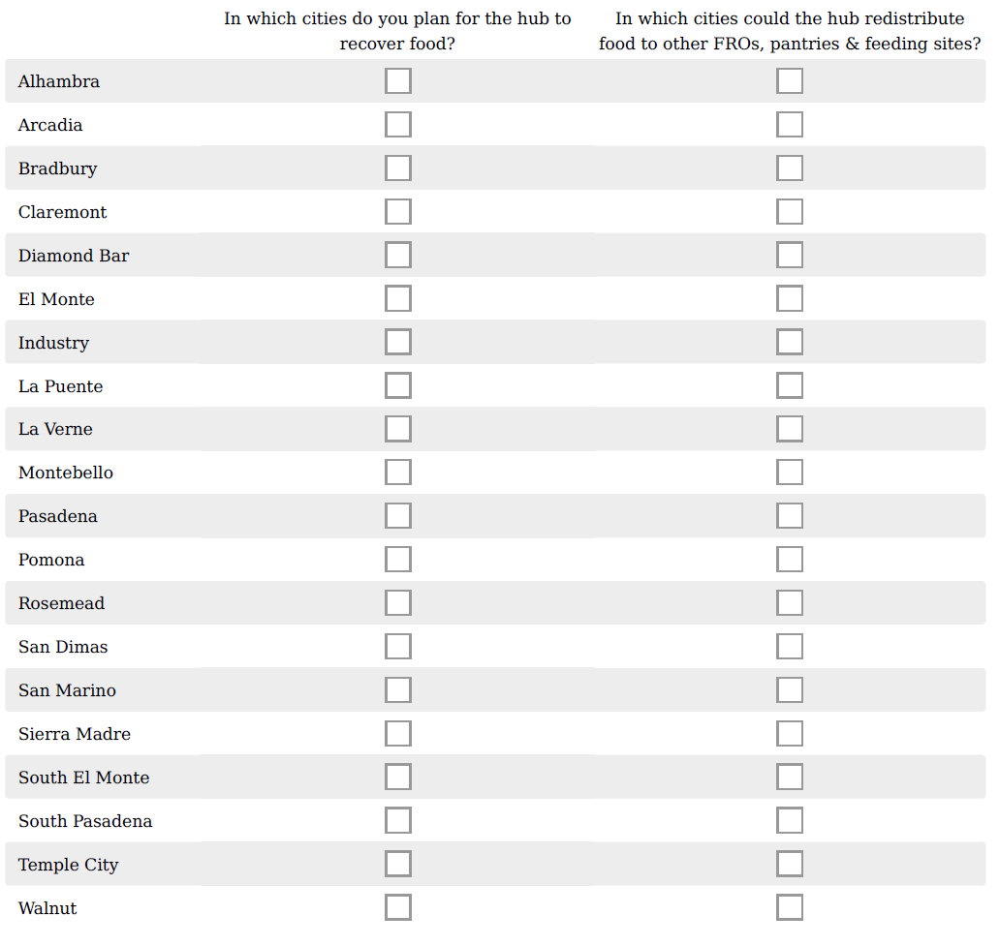 In which cities do you plan for the hub to
recover food?
In which cities could the hub redistribute
food to other FROs, pantries & feeding sites?
Alhambra
Arcadia
Bradbury
Claremont
Diamond Bar
El Monte
Industry
La Puente
La Verne
Montebello
Pasadena
Pomona
Rosemead
San Dimas
San Marino
Sierra Madre
South El Monte
South Pasadena
Temple City
Walnut